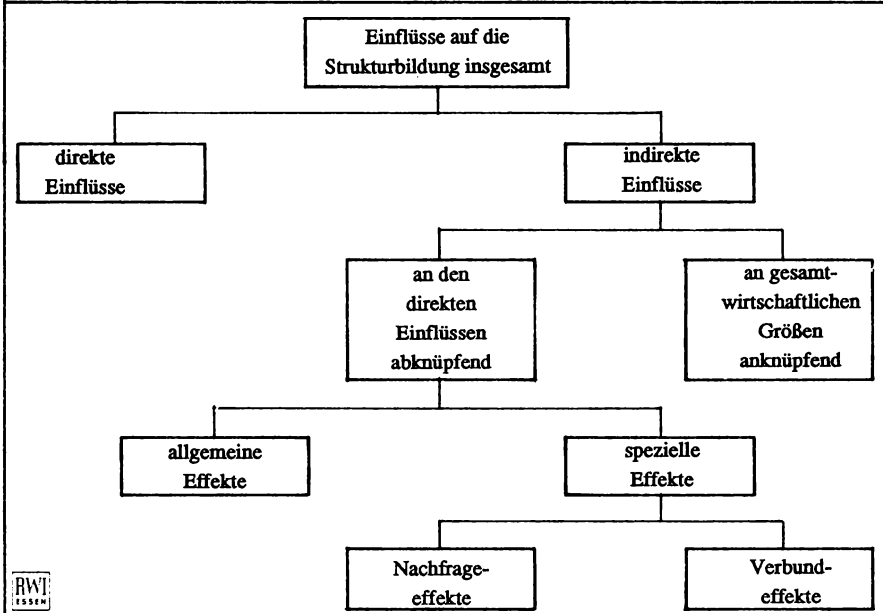 Einflüsse auf die
Strukturbildung insgesamt
direkte
Einflüsse
indirekte
Einflüsse
an den
direkten
Einflüssen
abknüpfend
an gesamt-
wirtschaftlichen
Größen
anknüpfend
allgemeine
Effekte
spezielle
Effekte
Nachfrage-
effekte
Verbund-
effekte
RWI
ESSEN